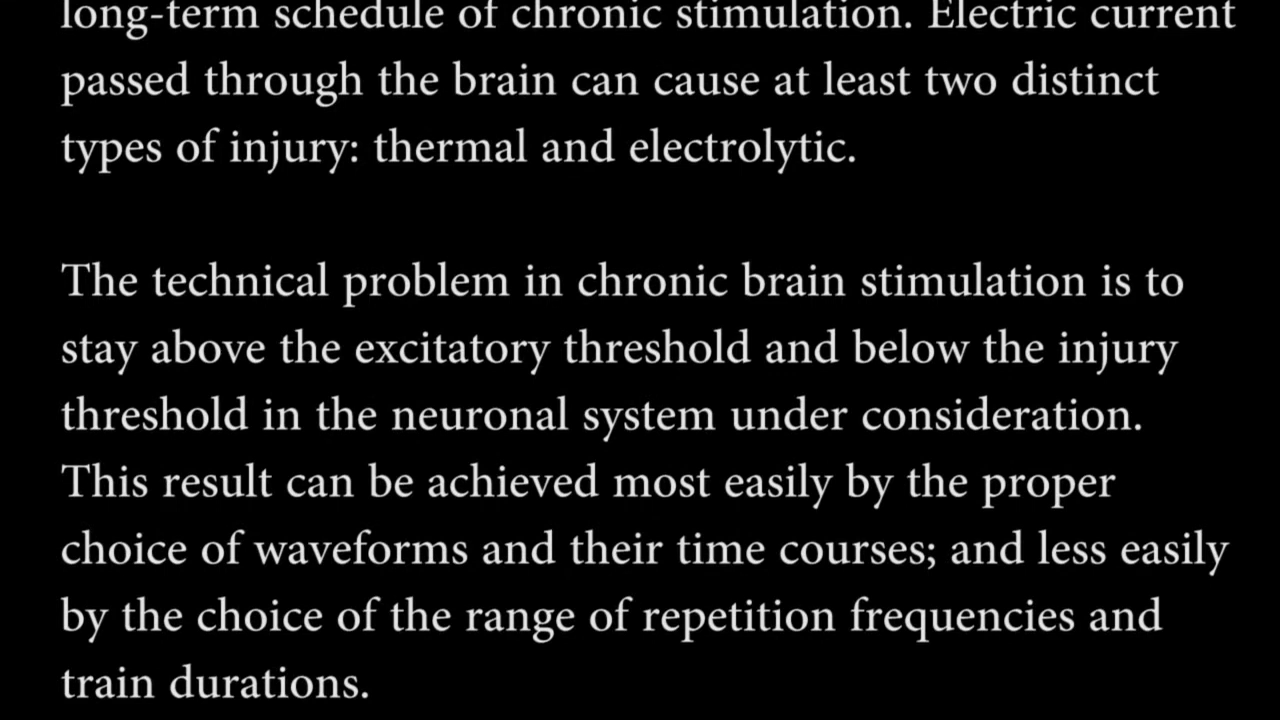 long-term schedule of chronic stimulation. Electric current
passed through the brain can cause at least two distinct
types of injury: thermal and electrolytic.
The technical problem in chronic brain stimulation is to
stay above the excitatory threshold and below the injury
threshold in the neuronal system under consideration.
This result can be achieved most easily by the proper
choice of waveforms and their time courses; and less easily
by the choice of the range of repetition frequencies and
train durations.